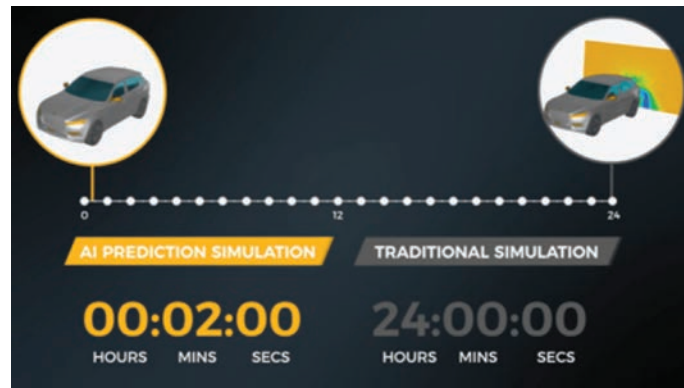 0 12 24
AI PREDICTION SIMULATION TRADITIONAL SIMULATION
00:02:00 24:00:00
HOURS MINS SECS HOURS MINS SECS